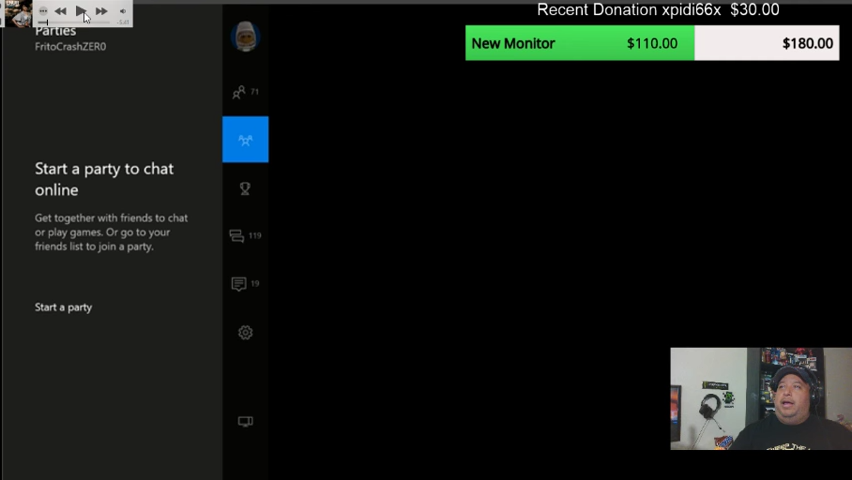 Recent Donation xpidi66x $30.00
New Monitor $110.00 $180.00
Parties
FritoCrashZER0
71
Start a party to chat
online
Get together with friends to chat
or play games. Or go to your
friends list to join a party.
119
19
Start a party